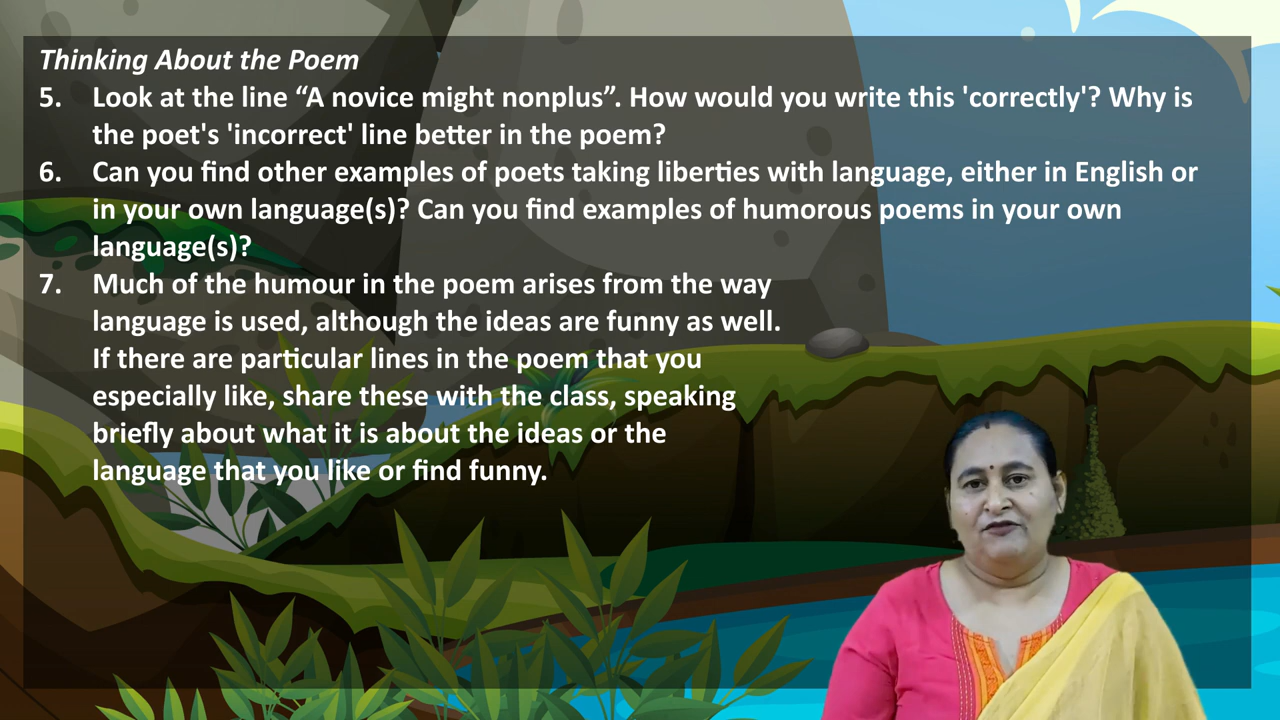 Thinking About the Poem
5. Look at the line “A novice might nonplus”. How would you write this 'correctly'? Why is
the poet's 'incorrect' line better in the poem?
6. Can you find other examples of poets taking liberties with language, either in English or
in your own language(s)? Can you find examples of humorous poems in your own
language(s)?
7. Much of the humour in the poem arises from the way
language is used, although the ideas are funny as well.
If there are particular lines in the poem that you
especially like, share these with the class, speaking
briefly about what it is about the ideas or the
language that you like or find funny.